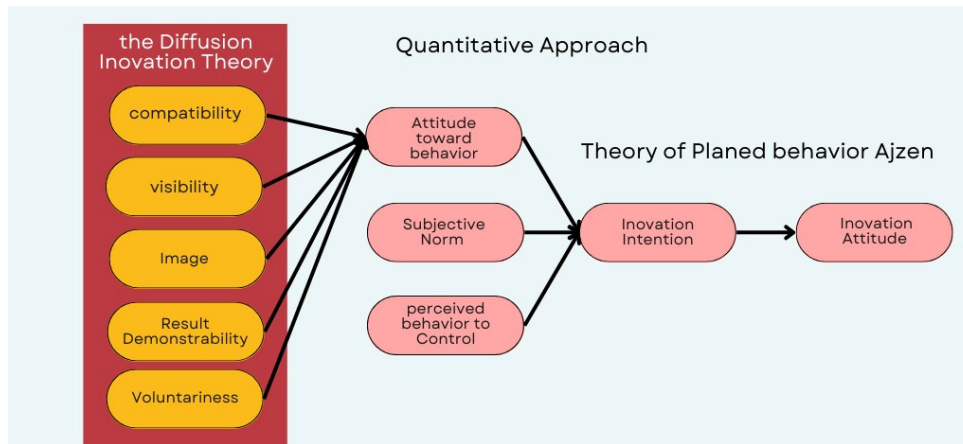 the Diffusion
Inovation Theory
Quantitative Approach
compatibility
visibility
Image
Result
Demonstrability
Voluntariness
Attitude
toward
behavior
Subjective
Norm
perceived
behavior to
Control
Theory of Planed behavior Ajzen
Inovation
Intention
Inovation
Attitude